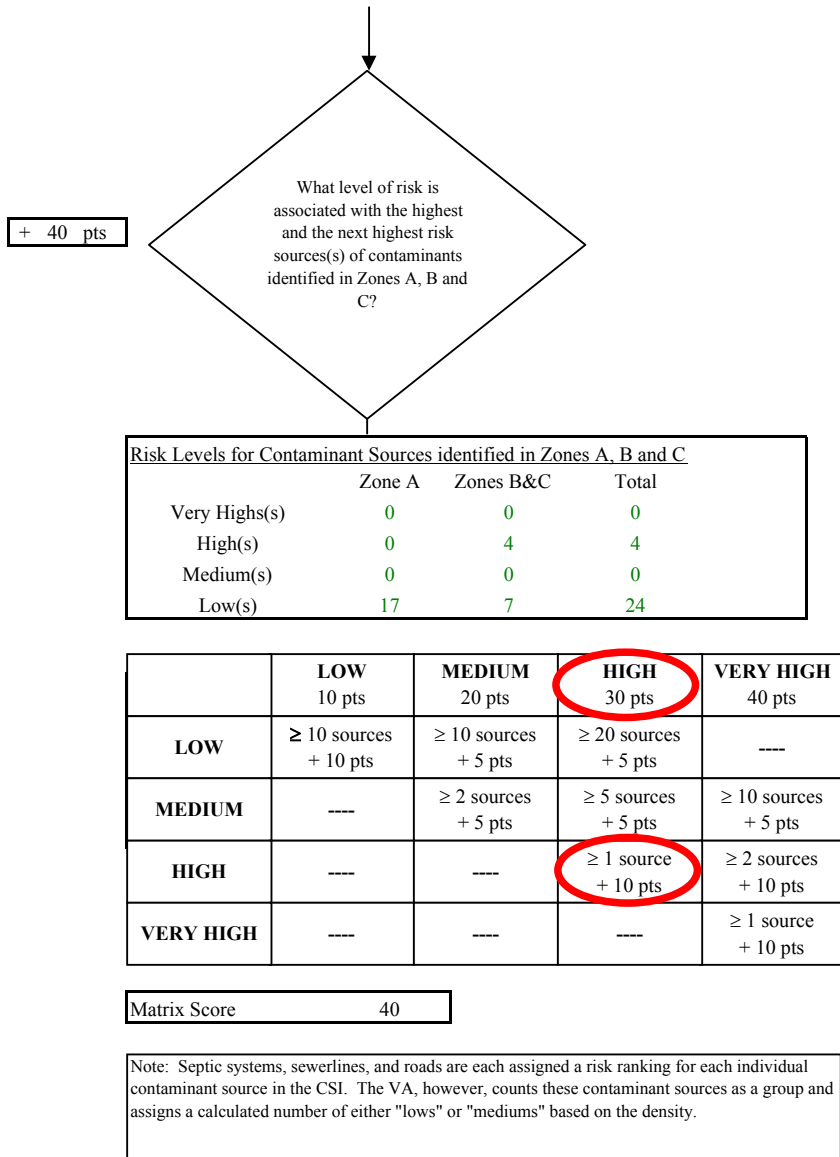 What level of risk is
associated with the highest
and the next highest risk
sources(s) of contaminants
identified in Zones A, B and
C?
+ 40 pts
Risk Levels for Contaminant Sources identified in Zones A, B and C
Zone A Zones B&C Total
Very Highs(s) 0 0 0
High(s) 0 4 4
Medium(s) 0 0 0
Low(s) 17 7 24
LOW MEDIUM HIGH VERY HIGH
10 pts 20 pts 30 pts 40 pts
LOW ≥ 10 sources ≥ 10 sources ≥ 20 sources ----
+ 10 pts + 5 pts + 5 pts
MEDIUM ---- ≥ 2 sources ≥ 5 sources ≥ 10 sources
+ 5 pts + 5 pts + 5 pts
HIGH ---- ---- ≥ 1 source ≥ 2 sources
+ 10 pts + 10 pts
VERY HIGH ---- ---- ---- ≥ 1 source
+ 10 pts
Matrix Score 40
Note: Septic systems, sewerlines, and roads are each assigned a risk ranking for each individual
contaminant source in the CSI. The VA, however, counts these contaminant sources as a group and
assigns a calculated number of either "lows" or "mediums" based on the density.